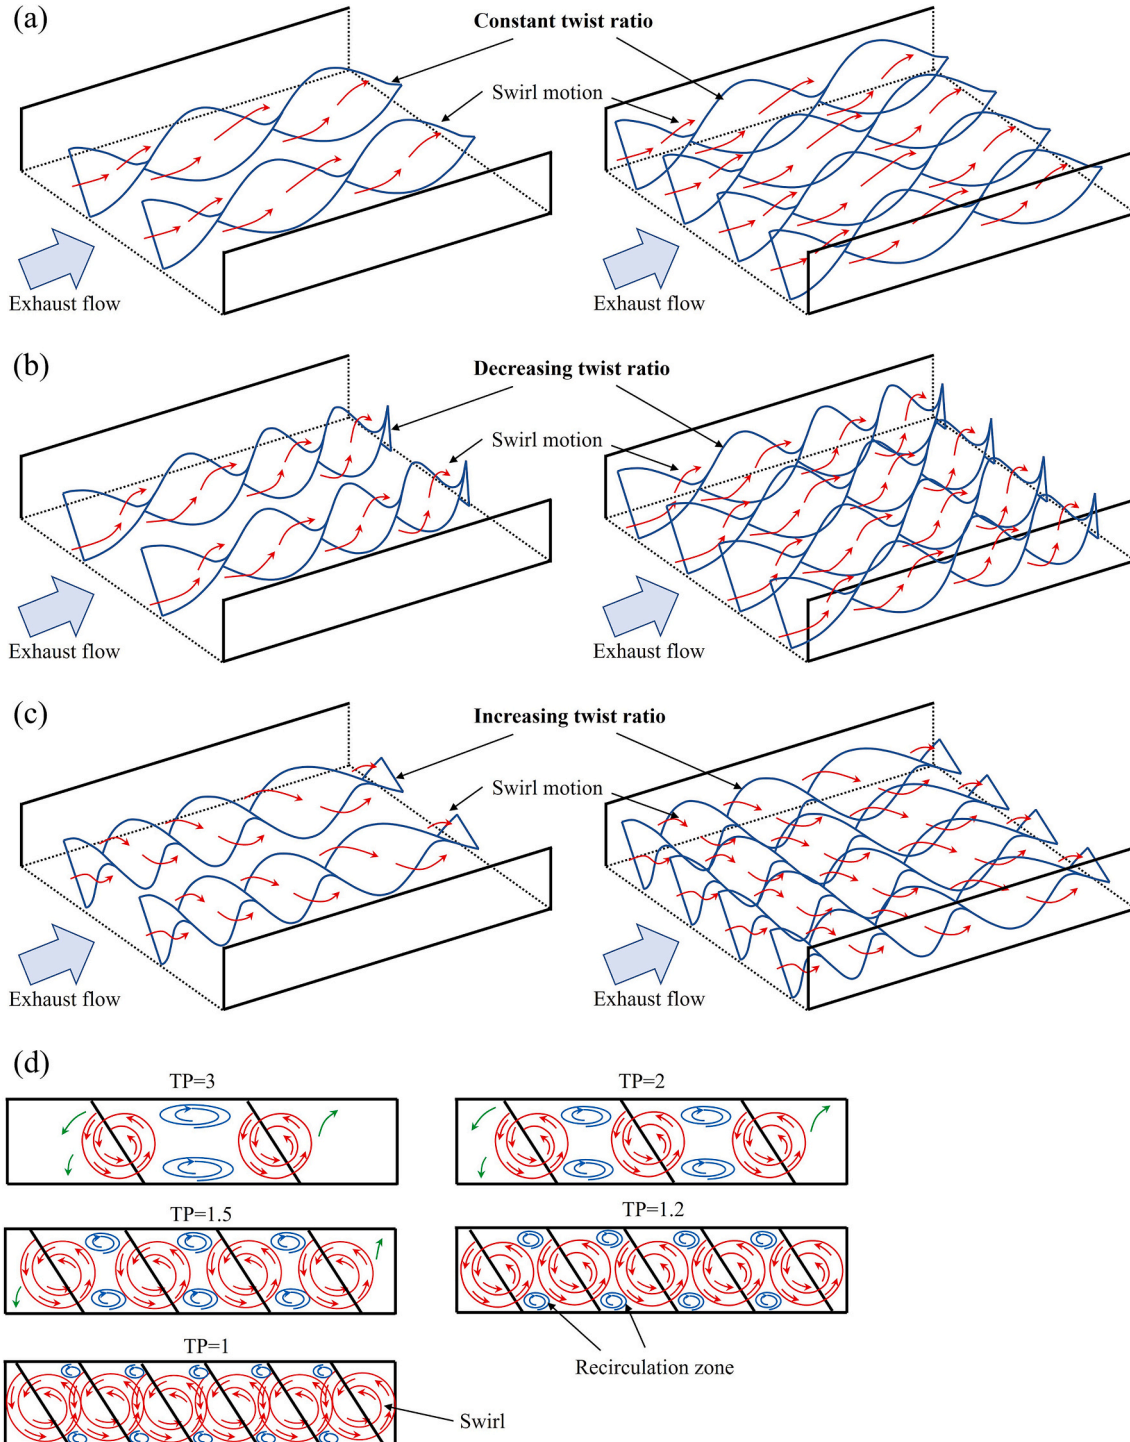 (a)
Constant twist ratio
Swirl motion
Exhaust flow
Exhaust flow
(b)
Decreasing twist ratio
Swirl motion
Exhaust flow
Exhaust flow
(c)
Increasing twist ratio
Swirl motion
Exhaust flow
Exhaust flow
(d)
TP=3
TP=2
TP=1.5
TP=1.2
TP=1
Recirculation zone
Swirl